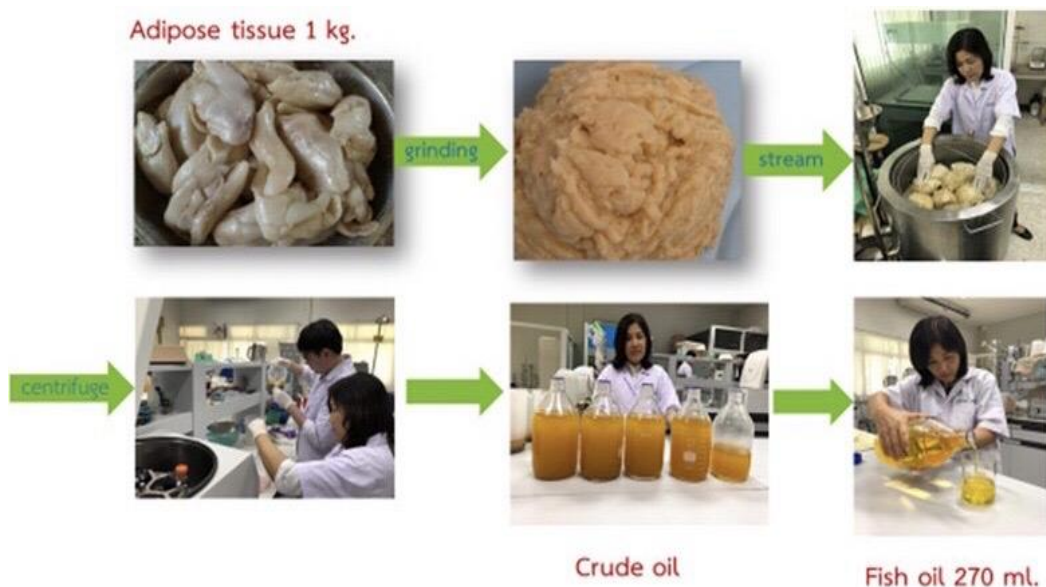 Adipose tissue 1 kg.
grinding
stream
centrifuge
Crude oil
Fish oil 270 ml.